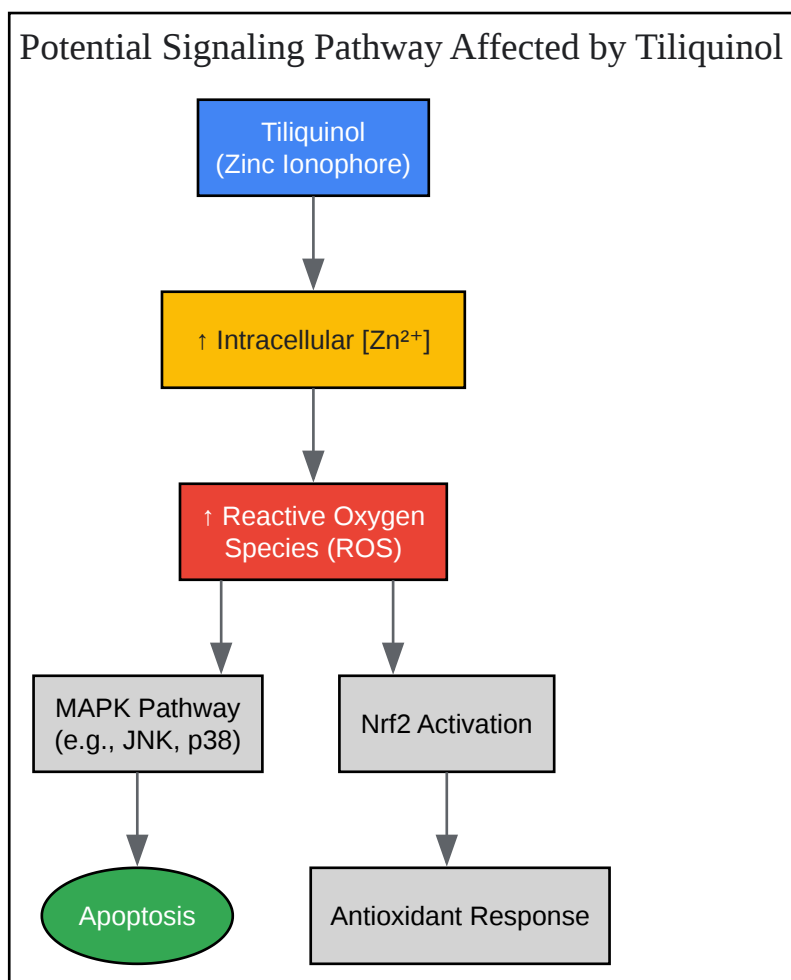 Potential Signaling Pathway Affected by Tiliquinol
Tiliquinol
(Zinc Ionophore)
↑ Intracellular [Zn²⁺]
↑ Reactive Oxygen
Species (ROS)
MAPK Pathway
(e.g., JNK, p38)
Nrf2 Activation
Apoptosis
Antioxidant Response